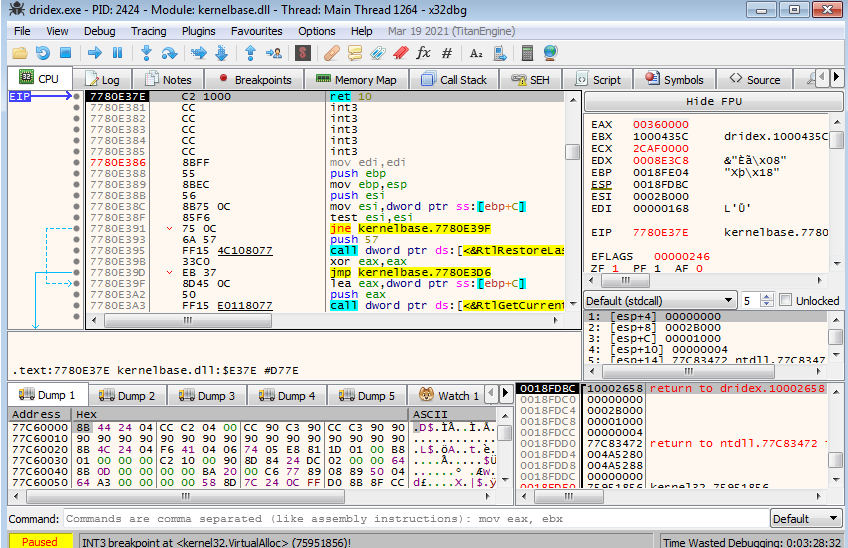 dridex.exe - PID: 2424 - Module: kernelbase.dll - Thread: Main Thread 1264 - x32dbg
File View Debug Tracing Plugins Favourites Options Help Mar 19 2021 (TitanEngine)
CPU Log Notes Breakpoints Memory Map Call Stack SEH Script Symbols Source
EIP
7780E37E C2 1000 ret 10
7780E381 CC int3
7780E382 CC int3
7780E383 CC int3
7780E384 CC int3
7780E385 CC int3
7780E386 8BFF mov edi,edi
7780E388 55 push ebp
7780E389 8BEC mov ebp,esp
7780E38B 56 push esi
7780E38C 8B75 0C mov esi,dword ptr ss:[ebp+C]
7780E38F 85F6 test esi,esi
7780E391 75 0C jne kernelbase.7780E39F
7780E393 6A 57 push 57
7780E395 FF15 4C108077 call dword ptr ds:[<&RtlRestoreLas
7780E39B 33C0 xor eax,eax
7780E39D EB 37 jmp kernelbase.7780E3D6
7780E39F 8D45 0C lea eax,dword ptr ss:[ebp+C]
7780E3A2 50 push eax
7780E3A3 FF15 E0118077 call dword ptr ds:[<&RtlGetCurrent
.text:7780E37E kernelbase.dll:$E37E #D77E
Hide FPU
EAX 00360000
EBX 1000435C dridex.1000435C
ECX 2CAF0000
EDX 0008E3C8 &"Èã\x08"
EBP 0018FE04 "Xþ\x18"
ESP 0018FDBC
ESI 0002B000
EDI 00000168 L'Ũ'
EIP 7780E37E kernelbase.7780E
EFLAGS 00000246
ZF 1 PF 1 AF 0
Default (stdcall) 5 Unlocked
1: [esp+4] 00000000
2: [esp+8] 0002B000
3: [esp+C] 00001000
4: [esp+10] 00000004
5: [esp+14] 77C83472 ntdll.77C83472
Dump 1 Dump 2 Dump 3 Dump 4 Dump 5 Watch 1
Address Hex ASCII
77C60000 8B 44 24 04 CC C2 04 00 CC 90 C3 90 CC C3 90 90 .D$.ÌÂ..Ì.Ã.
77C60010 90 90 90 90 90 90 90 90 90 90 90 90 90 90 90 90
77C60020 8B 4C 24 04 F6 41 04 06 74 05 E8 81 1D 01 00 B8 .L$.öA..t.è.
77C60030 01 00 00 00 C2 10 00 90 8D 84 24 DC 02 00 00 64 ....Â.....$Ü
77C60040 8B 0D 00 00 00 00 BA 20 00 C6 77 89 08 89 50 04 ......º .Æw.
77C60050 64 A3 00 00 00 00 58 8D 7C 24 0C FF D0 8B 8F CC d£....X.|$.ÿ
0018FDBC 10002658 return to dridex.10002658
0018FDC0 00000000
0018FDC4 0002B000
0018FDC8 00001000
0018FDCC 00000004
0018FDD0 77C83472 return to ntdll.77C83472
0018FDD4 004A5280
0018FDD8 004A5288
0018FDDC 00000000
75951856 kernel32.75951856
Command: Commands are comma separated (like assembly instructions): mov eax, ebx Default
Paused INT3 breakpoint at <kernel32.VirtualAlloc> (75951856)! Time Wasted Debugging: 0:03:28:32